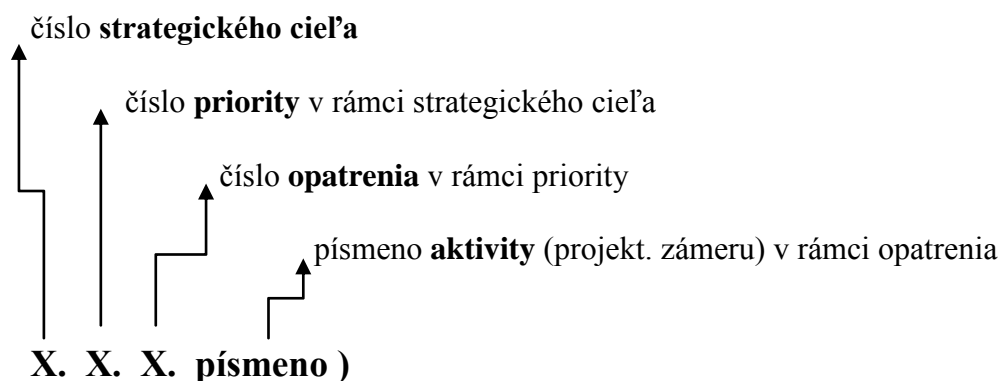 číslo strategického cieľa
číslo priority v rámci strategického cieľa
číslo opatrenia v rámci priority
písmeno aktivity (projekt. zámeru) v rámci opatrenia
X. X. X. písmeno )